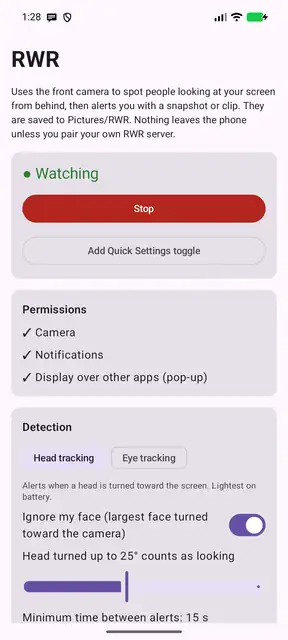 1:28
RWR
Uses the front camera to spot people looking at your screen
from behind, then alerts you with a snapshot or clip. They
are saved to Pictures/RWR. Nothing leaves the phone
unless you pair your own RWR server.
Watching
Stop
Add Quick Settings toggle
Permissions
✓ Camera
✓ Notifications
✓ Display over other apps (pop-up)
Detection
Head tracking Eye tracking
Alerts when a head is turned toward the screen. Lightest on
battery.
Ignore my face (largest face turned
toward the camera)
Head turned up to 25° counts as looking
Minimum time between alerts: 15 s